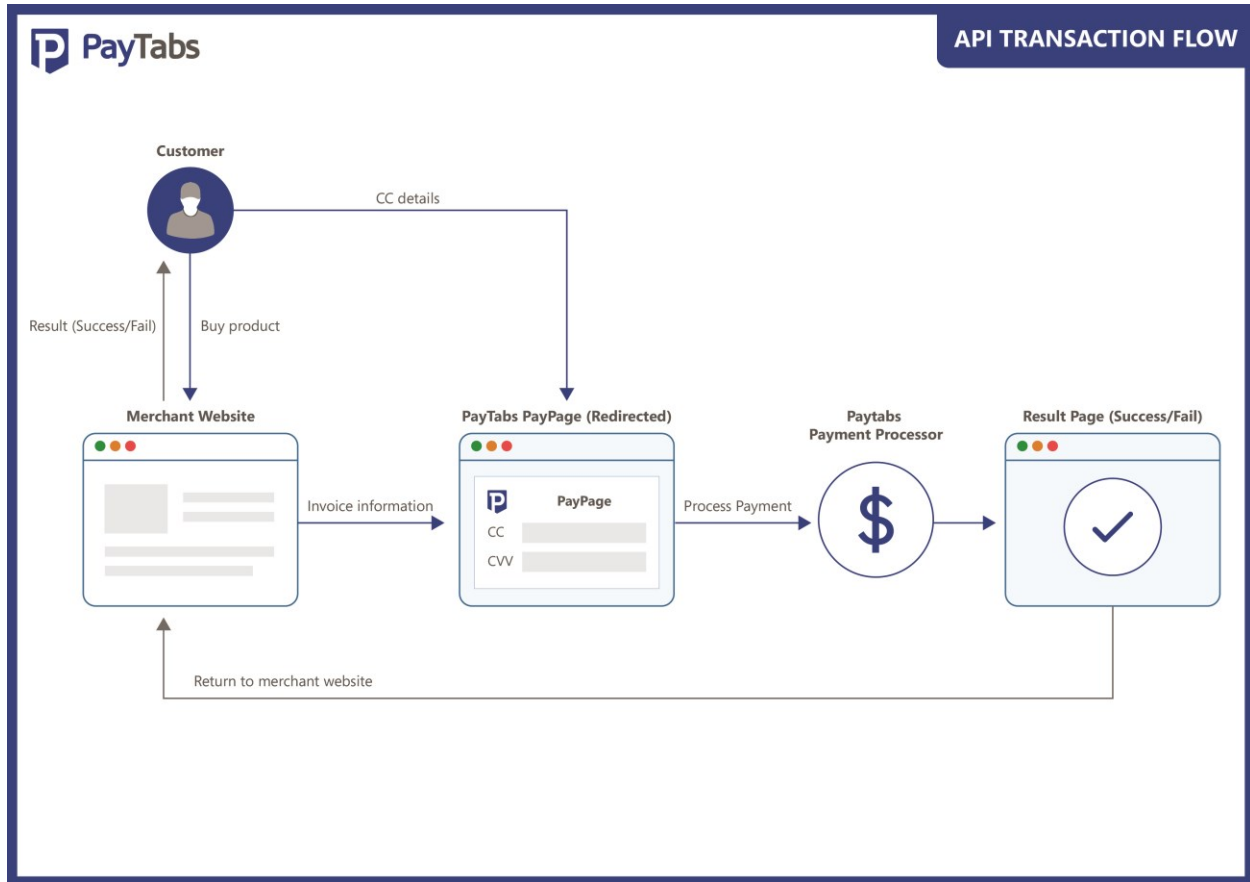 PayTabs
API TRANSACTION FLOW
Customer
CC details
Result (Success/Fail)
Buy product
Merchant Website
PayTabs PayPage (Redirected)
Paytabs
Payment Processor
Result Page (Success/Fail)
Invoice information
PayPage
CC
CVV
Process Payment
$
Return to merchant website